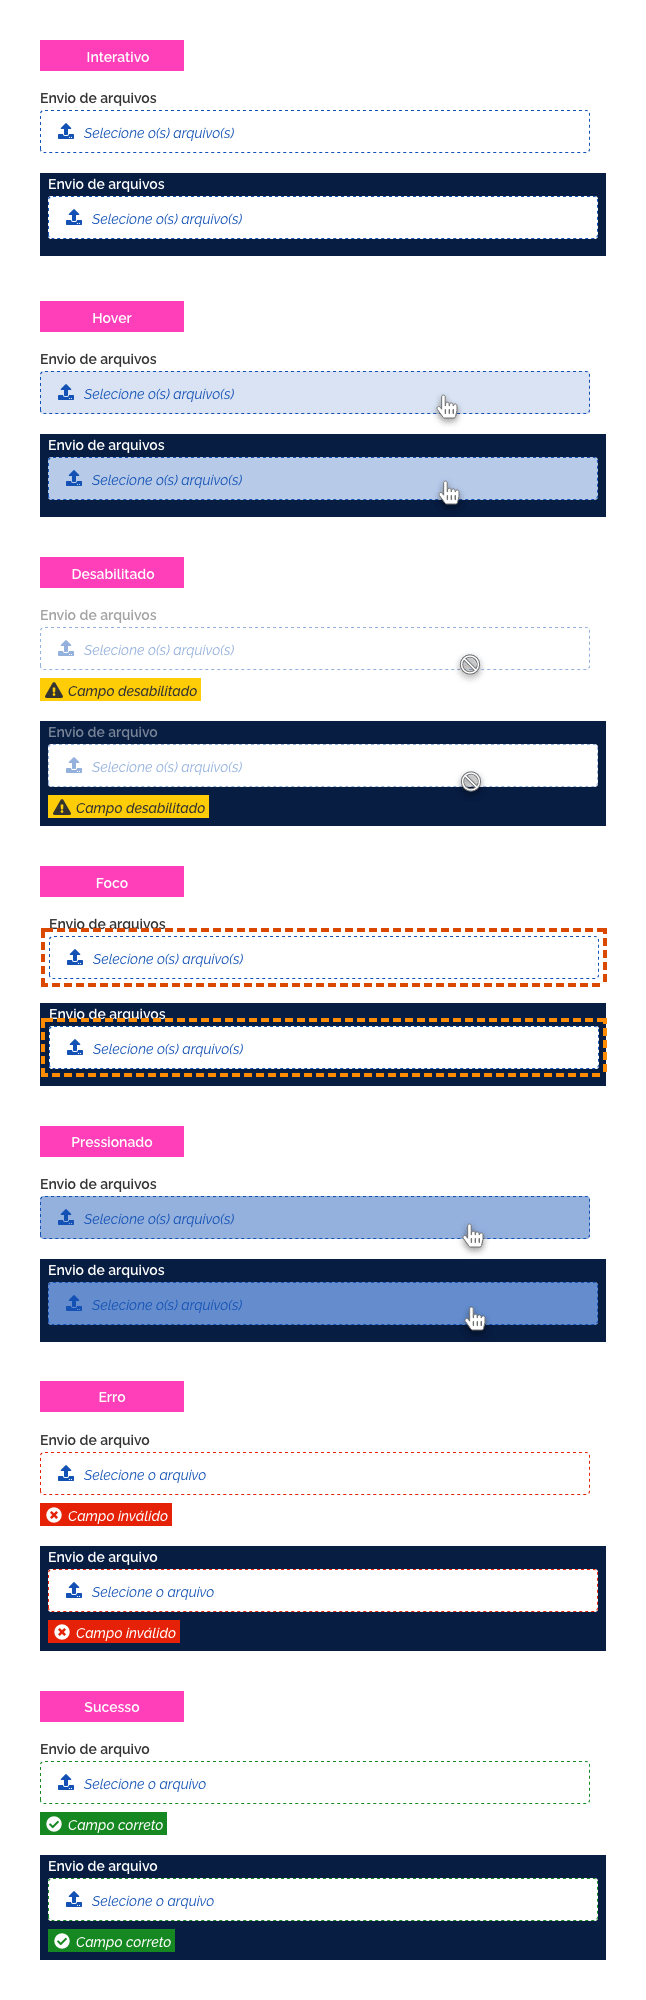 Interativo
Envio de arquivos
Selecione o(s) arquivo(s)
Envio de arquivos
Selecione o(s) arquivo(s)
Hover
Envio de arquivos
Selecione o(s) arquivo(s)
Envio de arquivos
Selecione o(s) arquivo(s)
Desabilitado
Envio de arquivos
Selecione o(s) arquivo(s)
Campo desabilitado
Envio de arquivo
Selecione o(s) arquivo(s)
Campo desabilitado
Foco
Envio de arquivos
Selecione o(s) arquivo(s)
Envio de arquivos
Selecione o(s) arquivo(s)
Pressionado
Envio de arquivos
Selecione o(s) arquivo(s)
Envio de arquivos
Selecione o(s) arquivo(s)
Erro
Envio de arquivo
Selecione o arquivo
Campo inválido
Envio de arquivo
Selecione o arquivo
Campo inválido
Sucesso
Envio de arquivo
Selecione o arquivo
Campo correto
Envio de arquivo
Selecione o arquivo
Campo correto